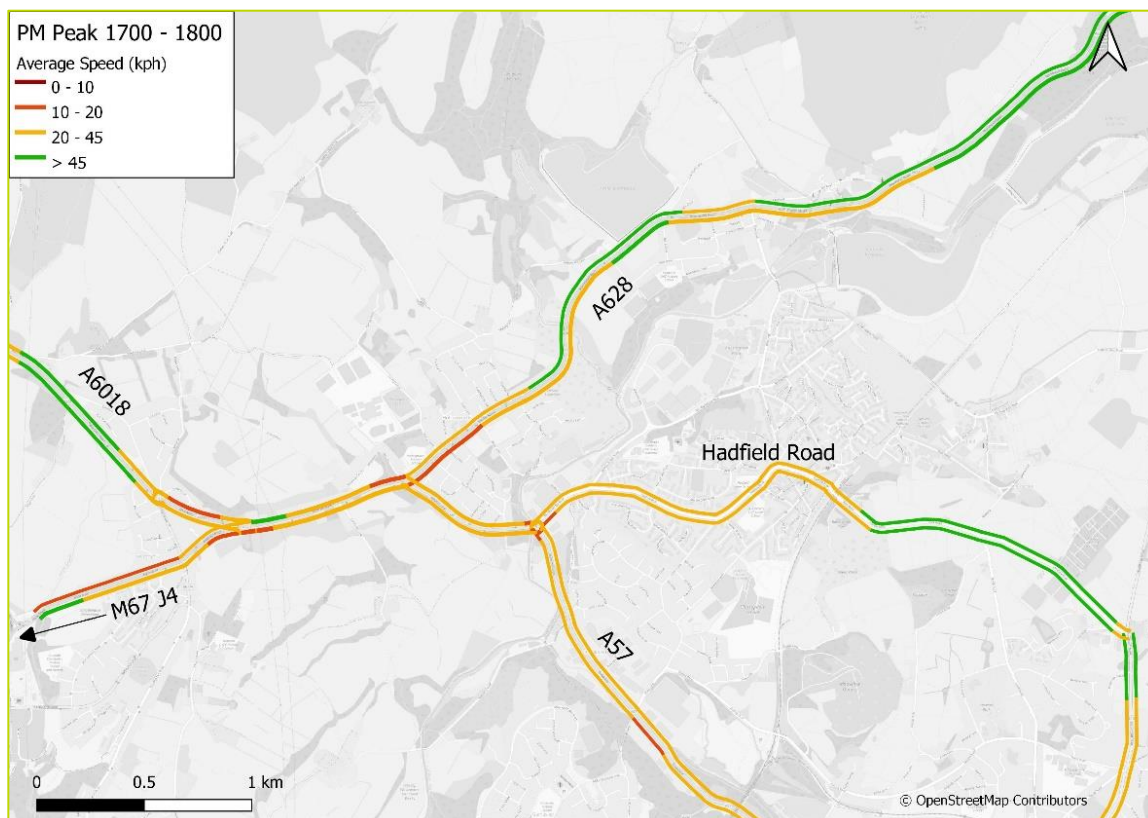 PM Peak 1700 - 1800
Average Speed (kph)
0 - 10
10 - 20
20 - 45
> 45
A628
A6018
Hadfield Road
M67 J4
A57
0 0.5 1 km
© OpenStreetMap Contributors